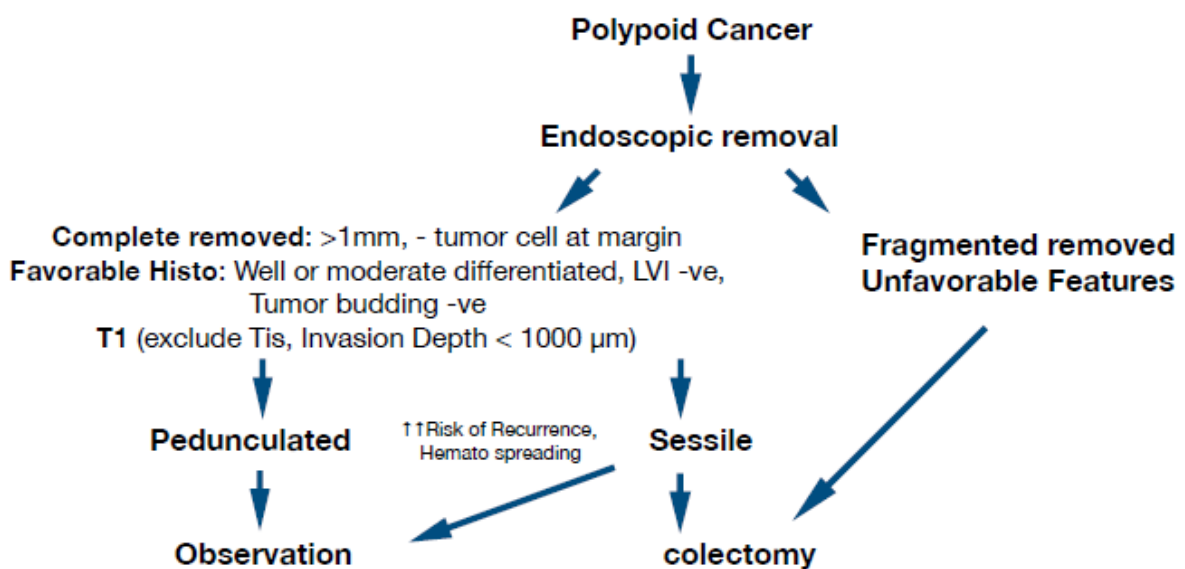 Polypoid Cancer
Endoscopic removal
Complete removed: >1mm, - tumor cell at margin
Favorable Histo: Well or moderate differentiated, LVI -ve,
Tumor budding -ve
T1 (exclude Tis, Invasion Depth < 1000 µm)
Fragmented removed
Unfavorable Features
Pedunculated
↑↑Risk of Recurrence,
Hemato spreading
Sessile
Observation
colectomy